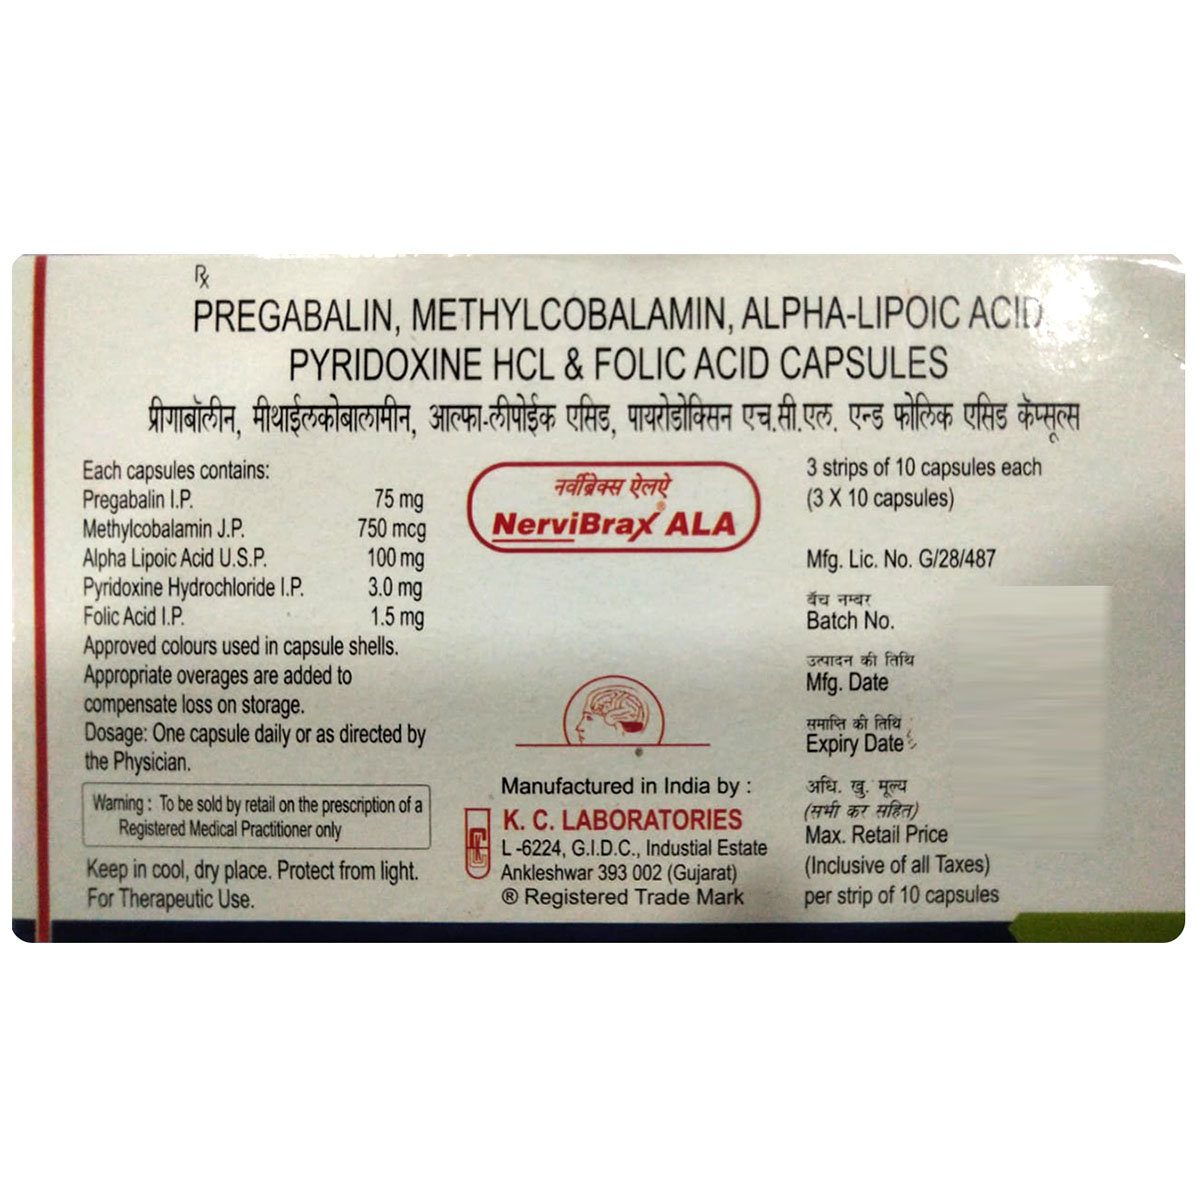 Rx
PREGABALIN, METHYLCOBALAMIN, ALPHA-LIPOIC ACID,
PYRIDOXINE HCL & FOLIC ACID CAPSULES
प्रीगाबॉलीन, मीथाईलकोबालामीन, आल्फा-लीपोईक एसिड, पायरोडोक्सिन एच.सी.एल. एन्ड फोलिक एसिड कॅप्सूल्स
Each capsules contains:
Pregabalin I.P. 75 mg
Methylcobalamin J.P. 750 mcg
Alpha Lipoic Acid U.S.P. 100 mg
Pyridoxine Hydrochloride I.P. 3.0 mg
Folic Acid I.P. 1.5 mg
Approved colours used in capsule shells.
Appropriate overages are added to
compensate loss on storage.
Dosage: One capsule daily or as directed by
the Physician.
Warning : To be sold by retail on the prescription of a
Registered Medical Practitioner only
Keep in cool, dry place. Protect from light.
For Therapeutic Use.
नर्वीब्रेक्स ऐलऐ
NerviBrax® ALA
Manufactured in India by :
K. C. LABORATORIES
L -6224, G.I.D.C., Industial Estate
Ankleshwar 393 002 (Gujarat)
® Registered Trade Mark
3 strips of 10 capsules each
(3 X 10 capsules)
Mfg. Lic. No. G/28/487
बॅच नम्बर
Batch No.
उत्पादन की तिथि
Mfg. Date
समाप्ति की तिथि
Expiry Date
अधि. खु. मूल्य
(सभी कर सहित)
Max. Retail Price
(Inclusive of all Taxes)
per strip of 10 capsules